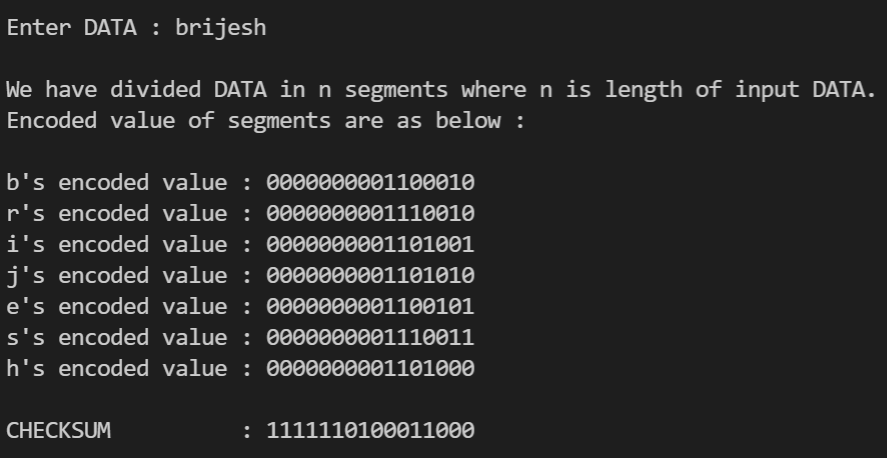 Enter DATA : brijesh
We have divided DATA in n segments where n is length of input DATA.
Encoded value of segments are as below :
b's encoded value : 0000000001100010
r's encoded value : 0000000001110010
i's encoded value : 0000000001101001
j's encoded value : 0000000001101010
e's encoded value : 0000000001100101
s's encoded value : 0000000001110011
h's encoded value : 0000000001101000
CHECKSUM : 1111110100011000